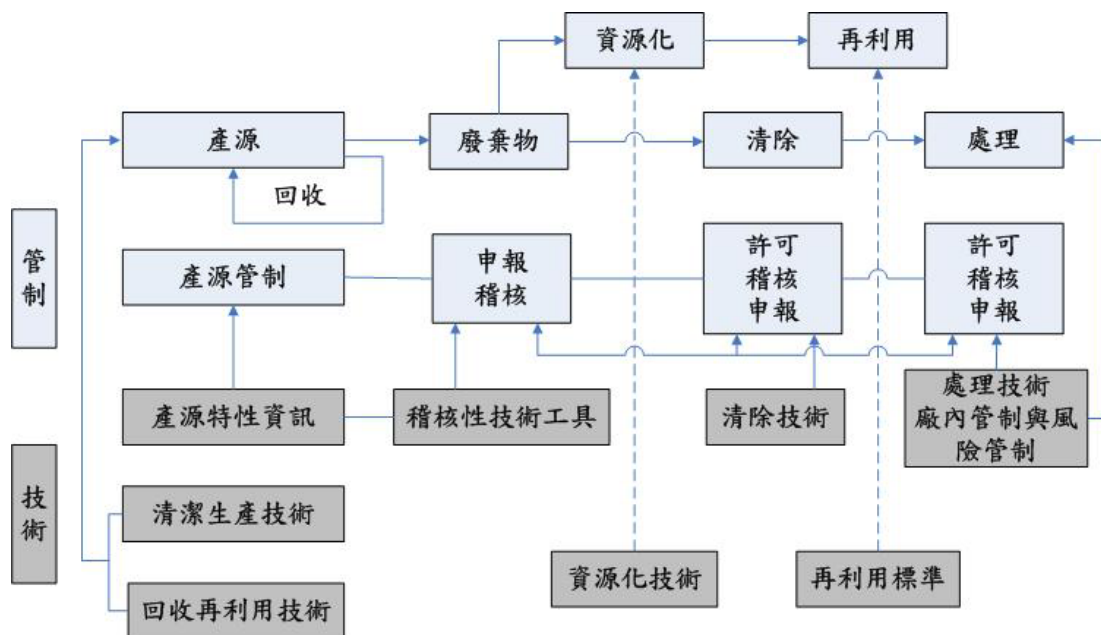 資源化
再利用
產源
廢棄物
清除
處理
回收
管
制
產源管制
申報
稽核
許可
稽核
申報
許可
稽核
申報
產源特性資訊
稽核性技術工具
清除技術
處理技術
廠內管制與風
險管制
技
術
清潔生產技術
回收再利用技術
資源化技術
再利用標準